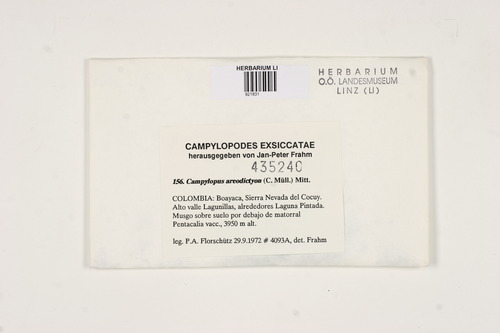 HERBARIUM LI
921831
HERBARIUM
O.Ö. LANDESMUSEUM
LINZ (LI)
CAMPYLOPODES EXSICCATAE
herausgegeben von Jan-Peter Frahm
435240
156. Campylopus areodictyon (C. Müll.) Mitt.
COLOMBIA: Boayaca, Sierra Nevada del Cocuy.
Alto valle Lagunillas, alrededores Laguna Pintada.
Musgo sobre suelo por debajo de matorral
Pentacalia vacc., 3950 m alt.
leg. P.A. Florschütz 29.9.1972 # 4093A, det. Frahm